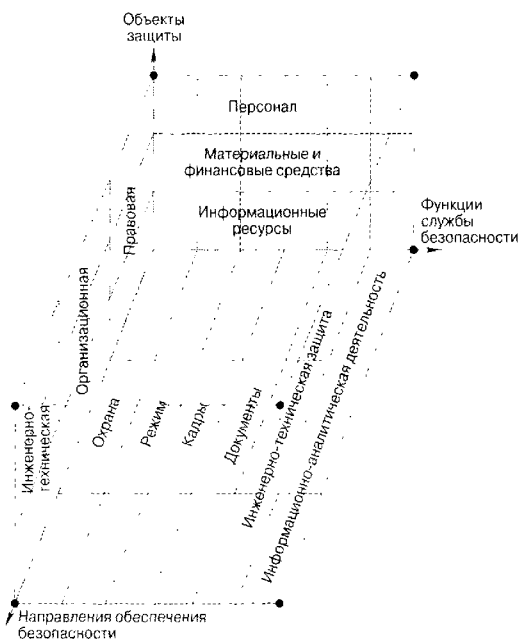 Объекты
защиты
Персонал
Материальные и
финансовые средства
Информационные
ресурсы
Функции
службы
безопасности
Правовая
Организационная
Инженерно-
техническая
Охрана
Режим
Кадры
Документы
Инженерно-техническая защита
Информационно-аналитическая деятельность
Направления обеспечения
безопасности